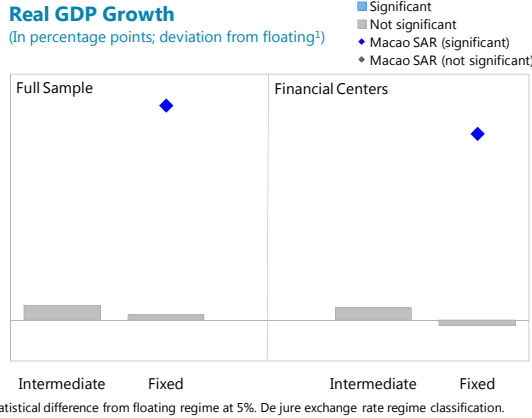 Real GDP Growth
(In percentage points; deviation from floating¹)
Significant
Not significant
Macao SAR (significant)
Macao SAR (not significant)
Full Sample
Financial Centers
Intermediate Fixed Intermediate Fixed
difference from floating regime at 5%. De jure exchange rate regime classification.